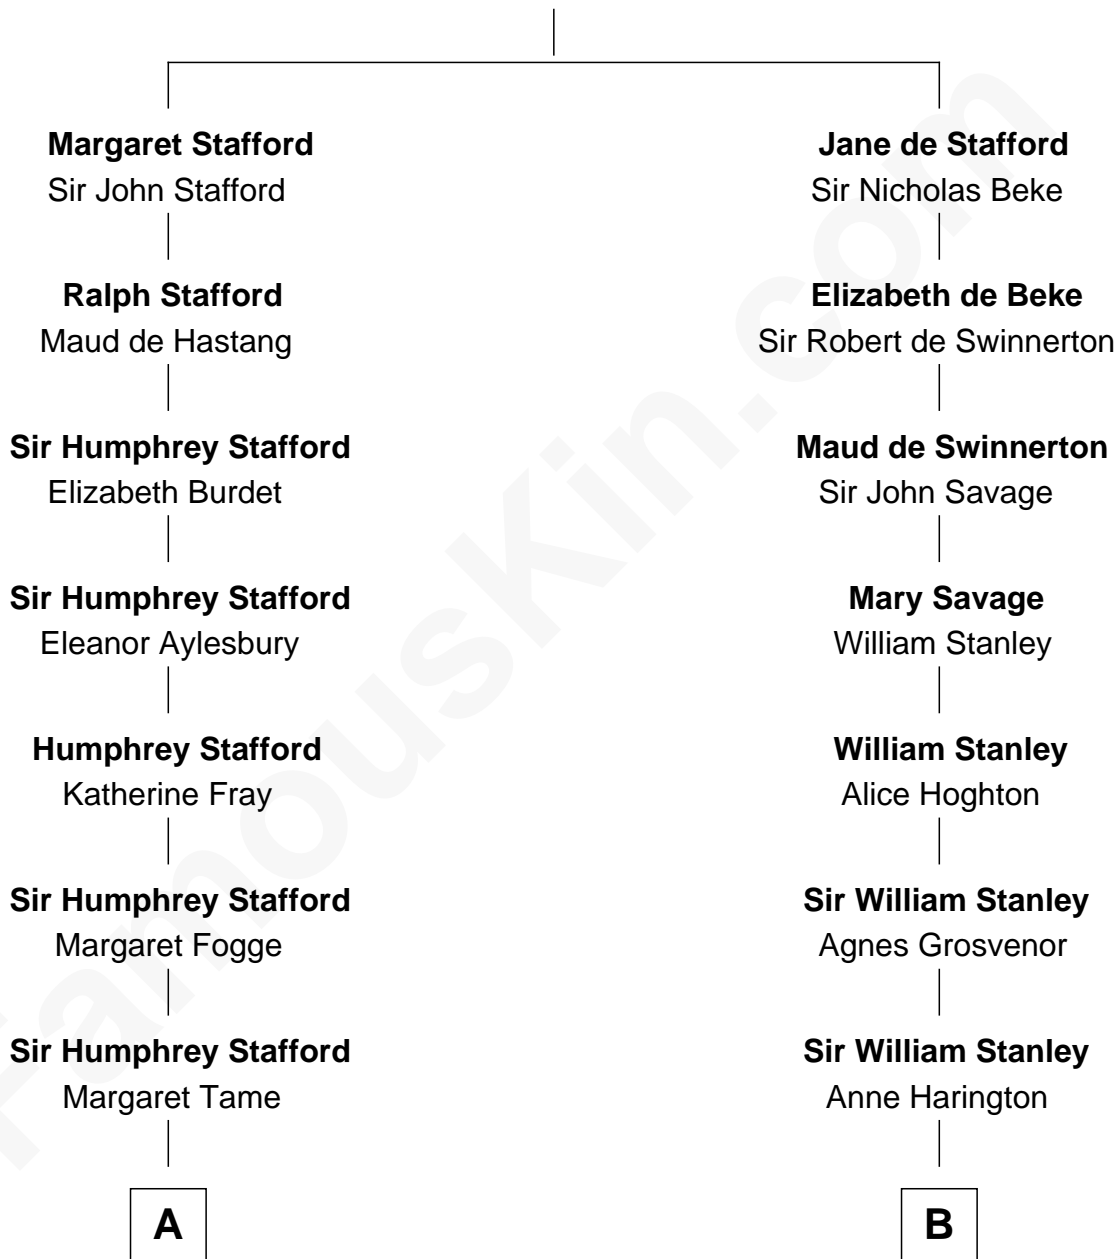 Margaret Stafford
Sir John Stafford
Ralph Stafford
Maud de Hastang
Sir Humphrey Stafford
Elizabeth Burdet
Sir Humphrey Stafford
Eleanor Aylesbury
Humphrey Stafford
Katherine Fray
Sir Humphrey Stafford
Margaret Fogge
Sir Humphrey Stafford
Margaret Tame
A
Jane de Stafford
Sir Nicholas Beke
Elizabeth de Beke
Sir Robert de Swinnerton
Maud de Swinnerton
Sir John Savage
Mary Savage
William Stanley
William Stanley
Alice Hoghton
Sir William Stanley
Agnes Grosvenor
Sir William Stanley
Anne Harington
B
FamousKin.com